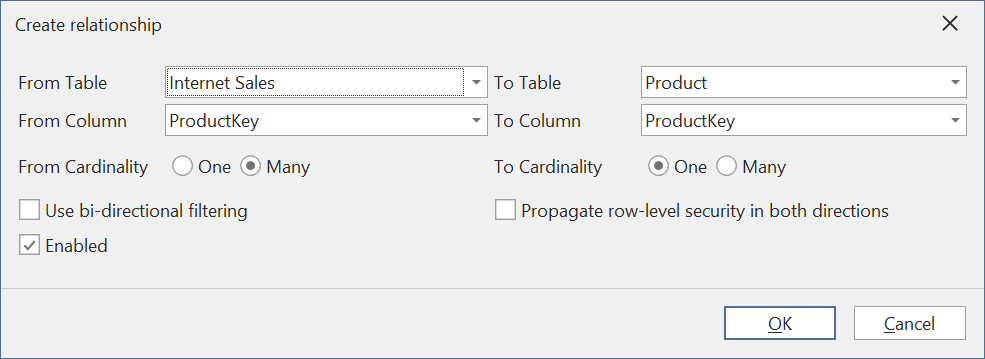 Create relationship
From Table Internet Sales To Table Product
From Column ProductKey To Column ProductKey
From Cardinality One Many To Cardinality One Many
Use bi-directional filtering Propagate row-level security in both directions
Enabled
OK Cancel